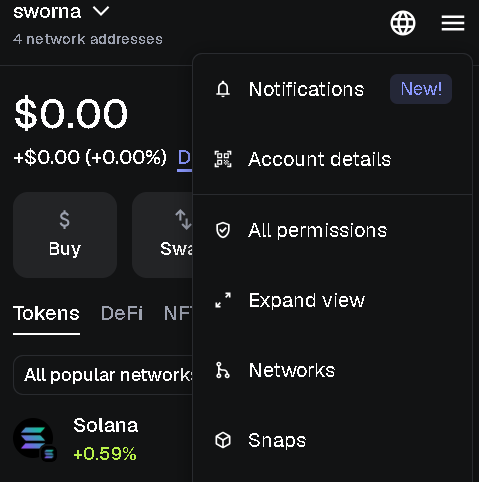 sworna
4 network addresses
$0.00
+$0.00 (+0.00%) D
Buy
Swa
Tokens DeFi NFT
All popular networks
Solana
+0.59%
Notifications New!
Account details
All permissions
Expand view
Networks
Snaps